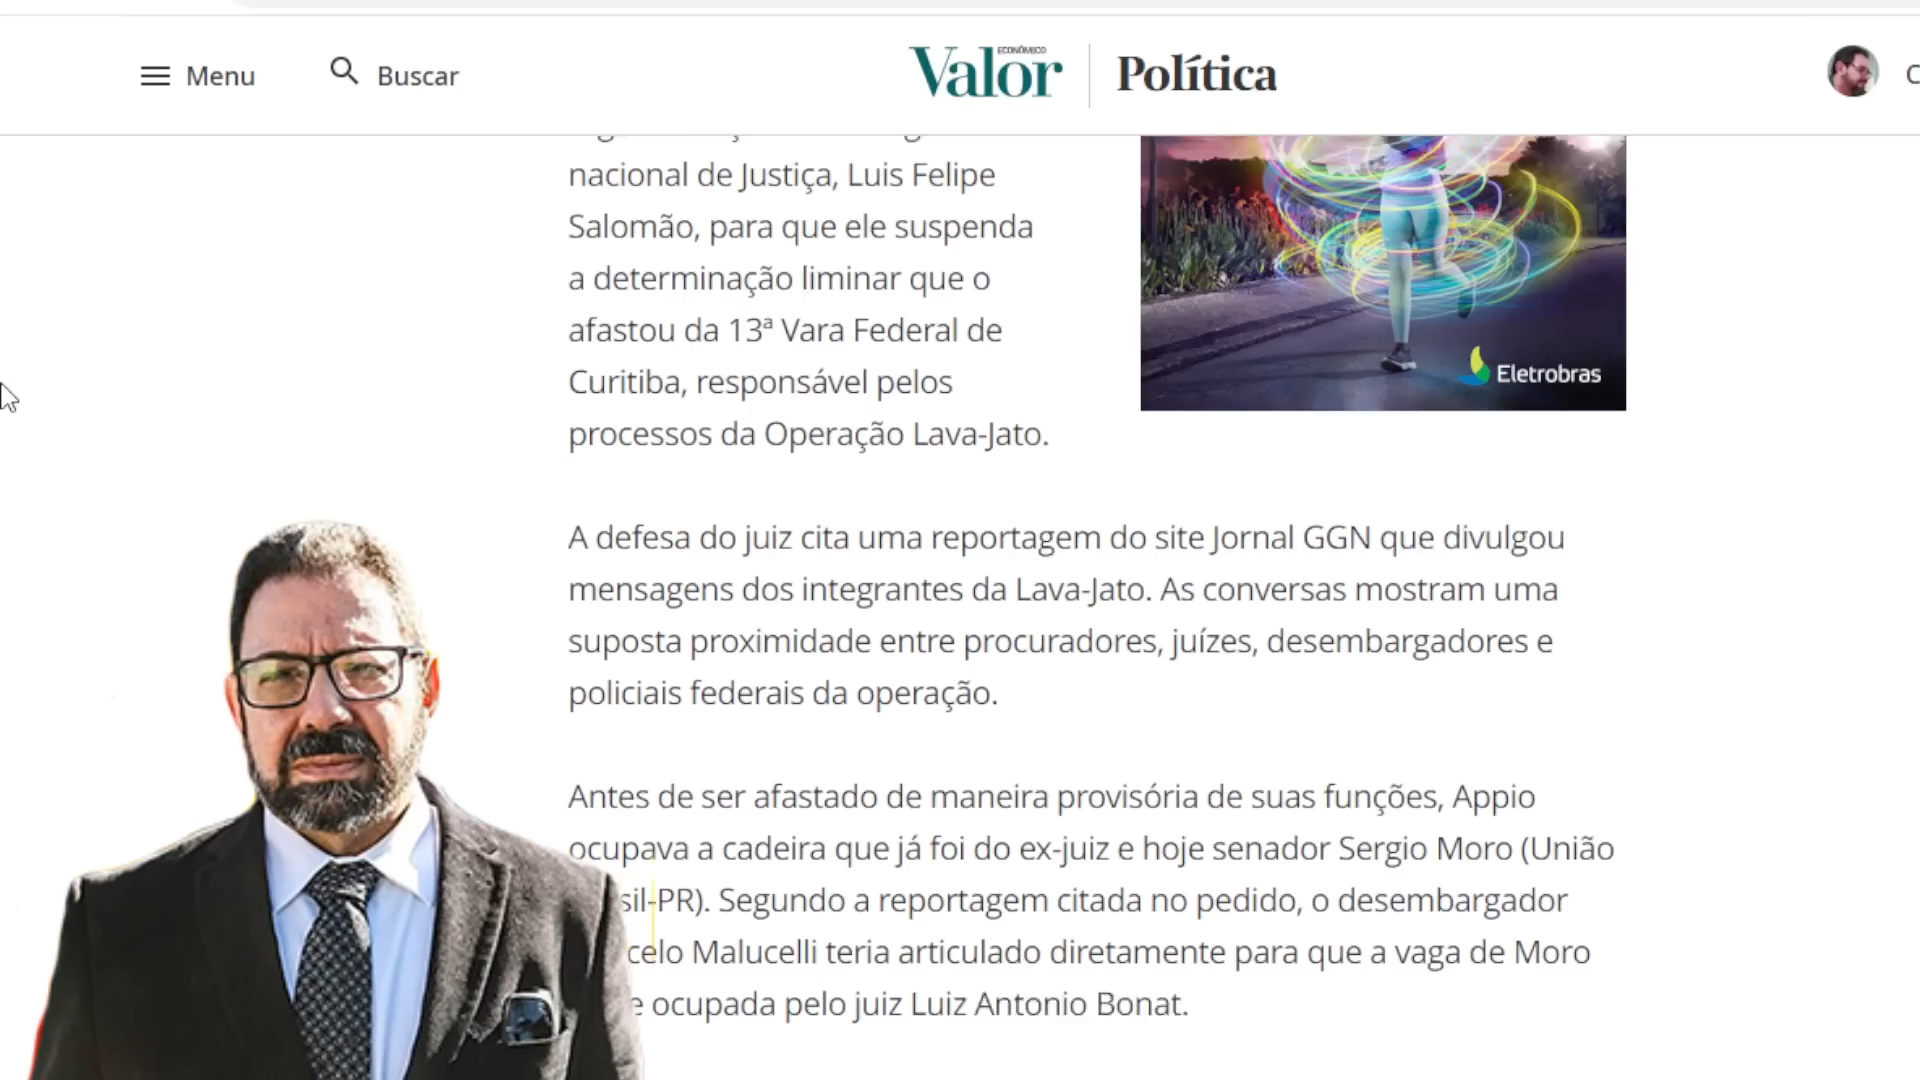 Menu
Buscar
Valor
ECONÔMICO
Política
nacional de Justiça, Luis Felipe
Salomão, para que ele suspenda
a determinação liminar que o
afastou da 13ª Vara Federal de
Curitiba, responsável pelos
processos da Operação Lava-Jato.
Eletrobras
A defesa do juiz cita uma reportagem do site Jornal GGN que divulgou
mensagens dos integrantes da Lava-Jato. As conversas mostram uma
suposta proximidade entre procuradores, juízes, desembargadores e
policiais federais da operação.
Antes de ser afastado de maneira provisória de suas funções, Appio
ocupava a cadeira que já foi do ex-juiz e hoje senador Sergio Moro (União
sil-PR). Segundo a reportagem citada no pedido, o desembargador
celo Malucelli teria articulado diretamente para que a vaga de Moro
e ocupada pelo juiz Luiz Antonio Bonat.